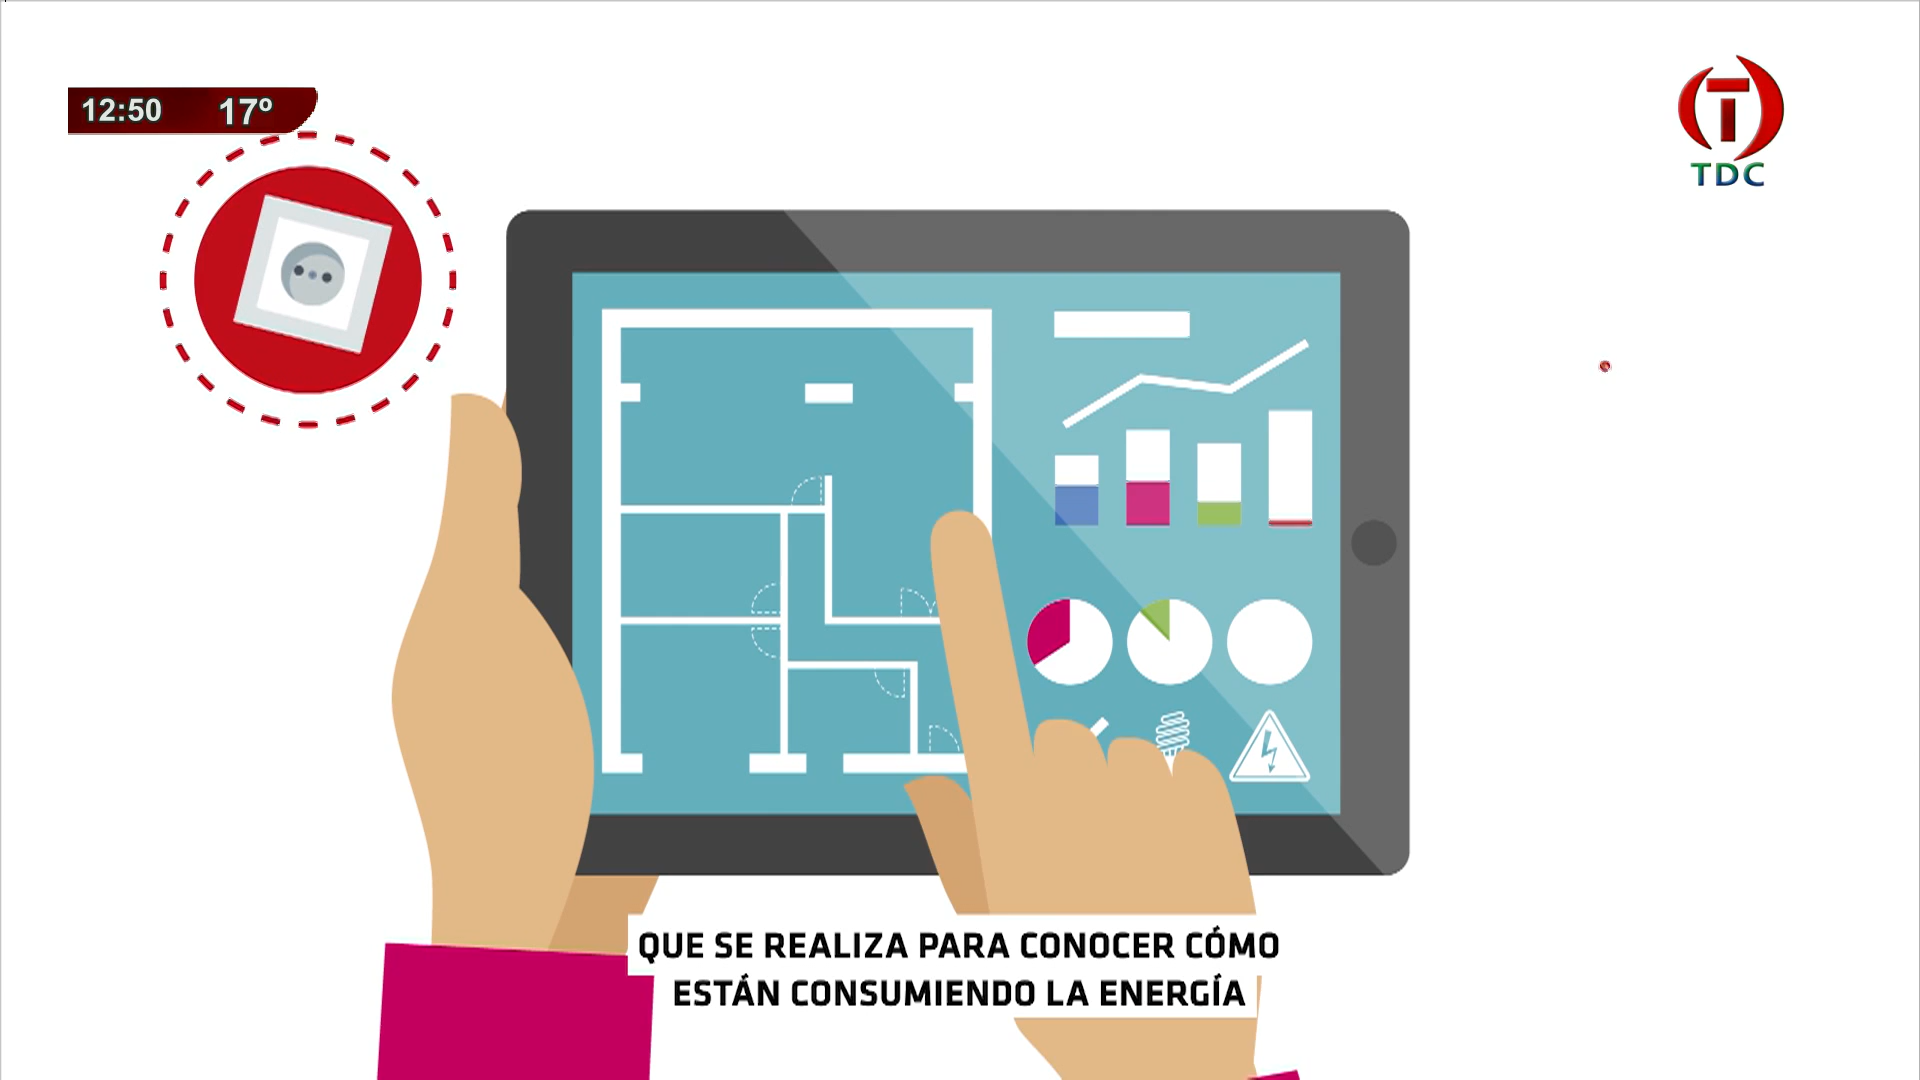 12:50 17º
TDC
QUE SE REALIZA PARA CONOCER CÓMO
ESTÁN CONSUMIENDO LA ENERGÍA